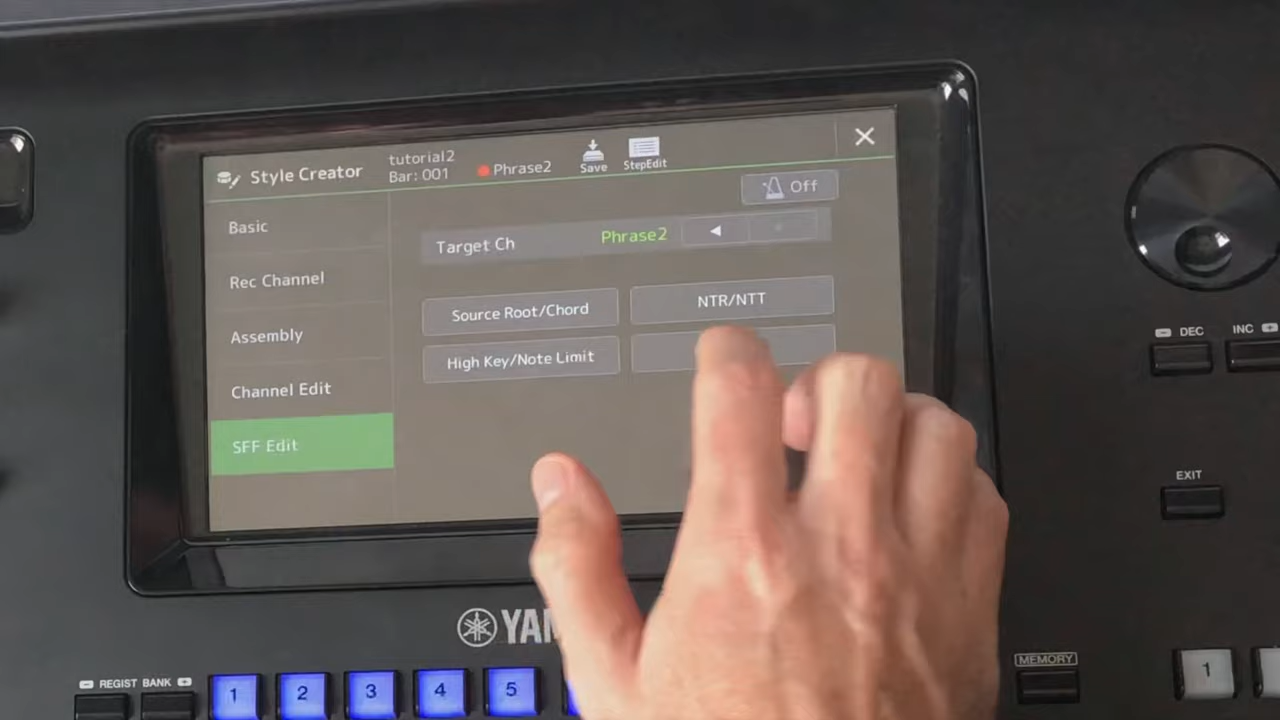 Style Creator
tutorial2
Bar: 001
Phrase2
Save
StepEdit
Off
Basic
Rec Channel
Assembly
Channel Edit
SFF Edit
Target Ch
Phrase2
Source Root/Chord
NTR/NTT
High Key/Note Limit
DEC
INC
EXIT
REGIST BANK
1
2
3
4
5
MEMORY
1